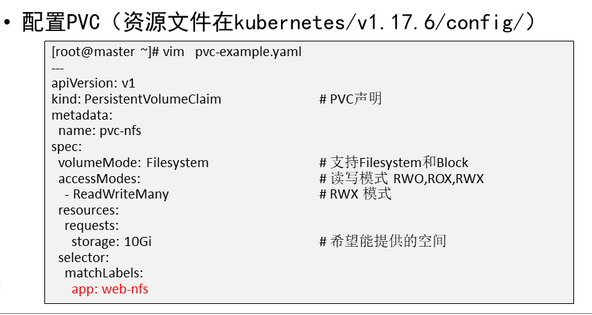 • 配置PVC（资源文件在kubernetes/v1.17.6/config/）
[root@master ~]# vim pvc-example.yaml
---
apiVersion: v1
kind: PersistentVolumeClaim # PVC声明
metadata:
name: pvc-nfs
spec:
volumeMode: Filesystem # 支持Filesystem和Block
accessModes: # 读写模式 RWO,ROX,RWX
- ReadWriteMany # RWX 模式
resources:
requests:
storage: 10Gi # 希望能提供的空间
selector:
matchLabels:
app: web-nfs